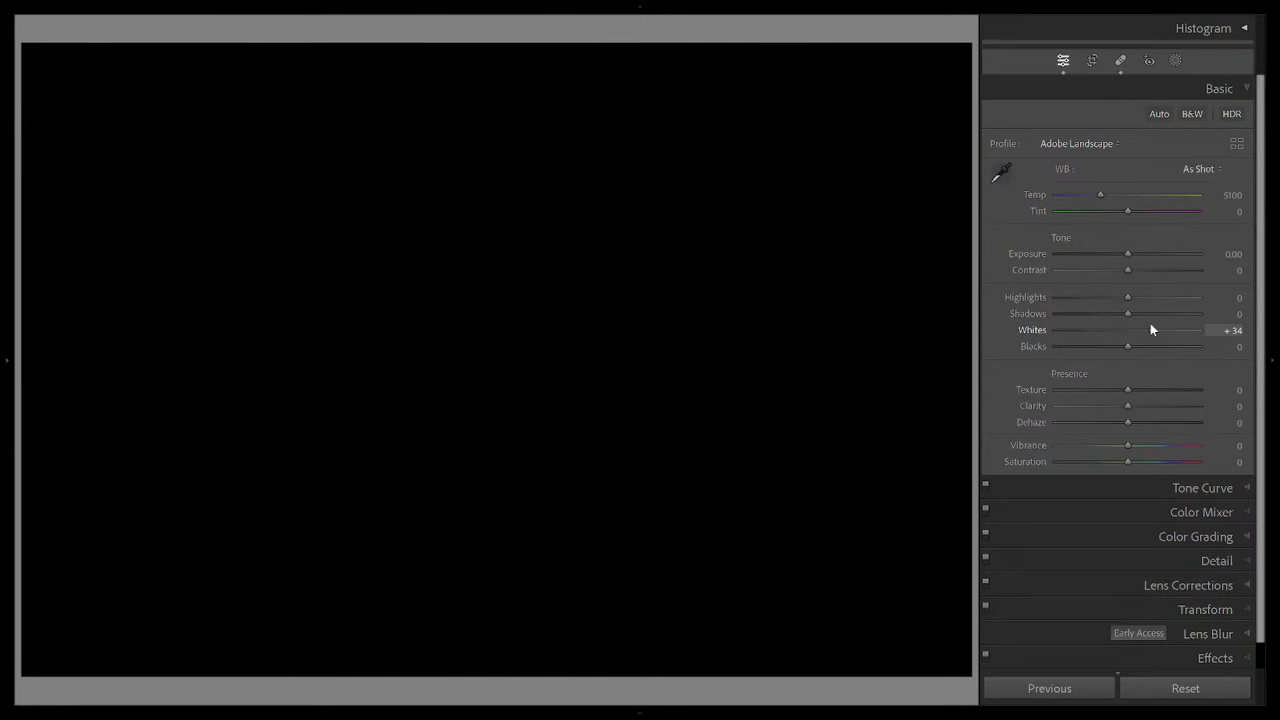 Histogram
Basic
Auto B&W HDR
Profile : Adobe Landscape
WB : As Shot
Temp 5100
Tint 0
Tone
Exposure 0.00
Contrast 0
Highlights 0
Shadows 0
Whites + 34
Blacks 0
Presence
Texture 0
Clarity 0
Dehaze 0
Vibrance 0
Saturation 0
Tone Curve
Color Mixer
Color Grading
Detail
Lens Corrections
Transform
Early Access Lens Blur
Effects
Previous Reset